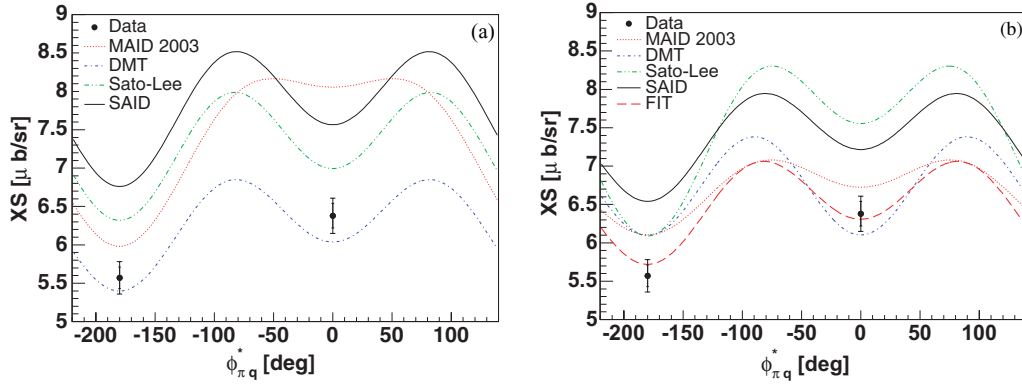 (a)
Data
MAID 2003
DMT
Sato-Lee
SAID
XS [μ b/sr]
9
8.5
8
7.5
7
6.5
6
5.5
5
-200 -150 -100 -50 0 50 100
ϕ*π q [deg]
(b)
Data
MAID 2003
DMT
Sato-Lee
SAID
FIT
XS [μ b/sr]
9
8.5
8
7.5
7
6.5
6
5.5
5
-200 -150 -100 -50 0 50 100
ϕ*π q [deg]